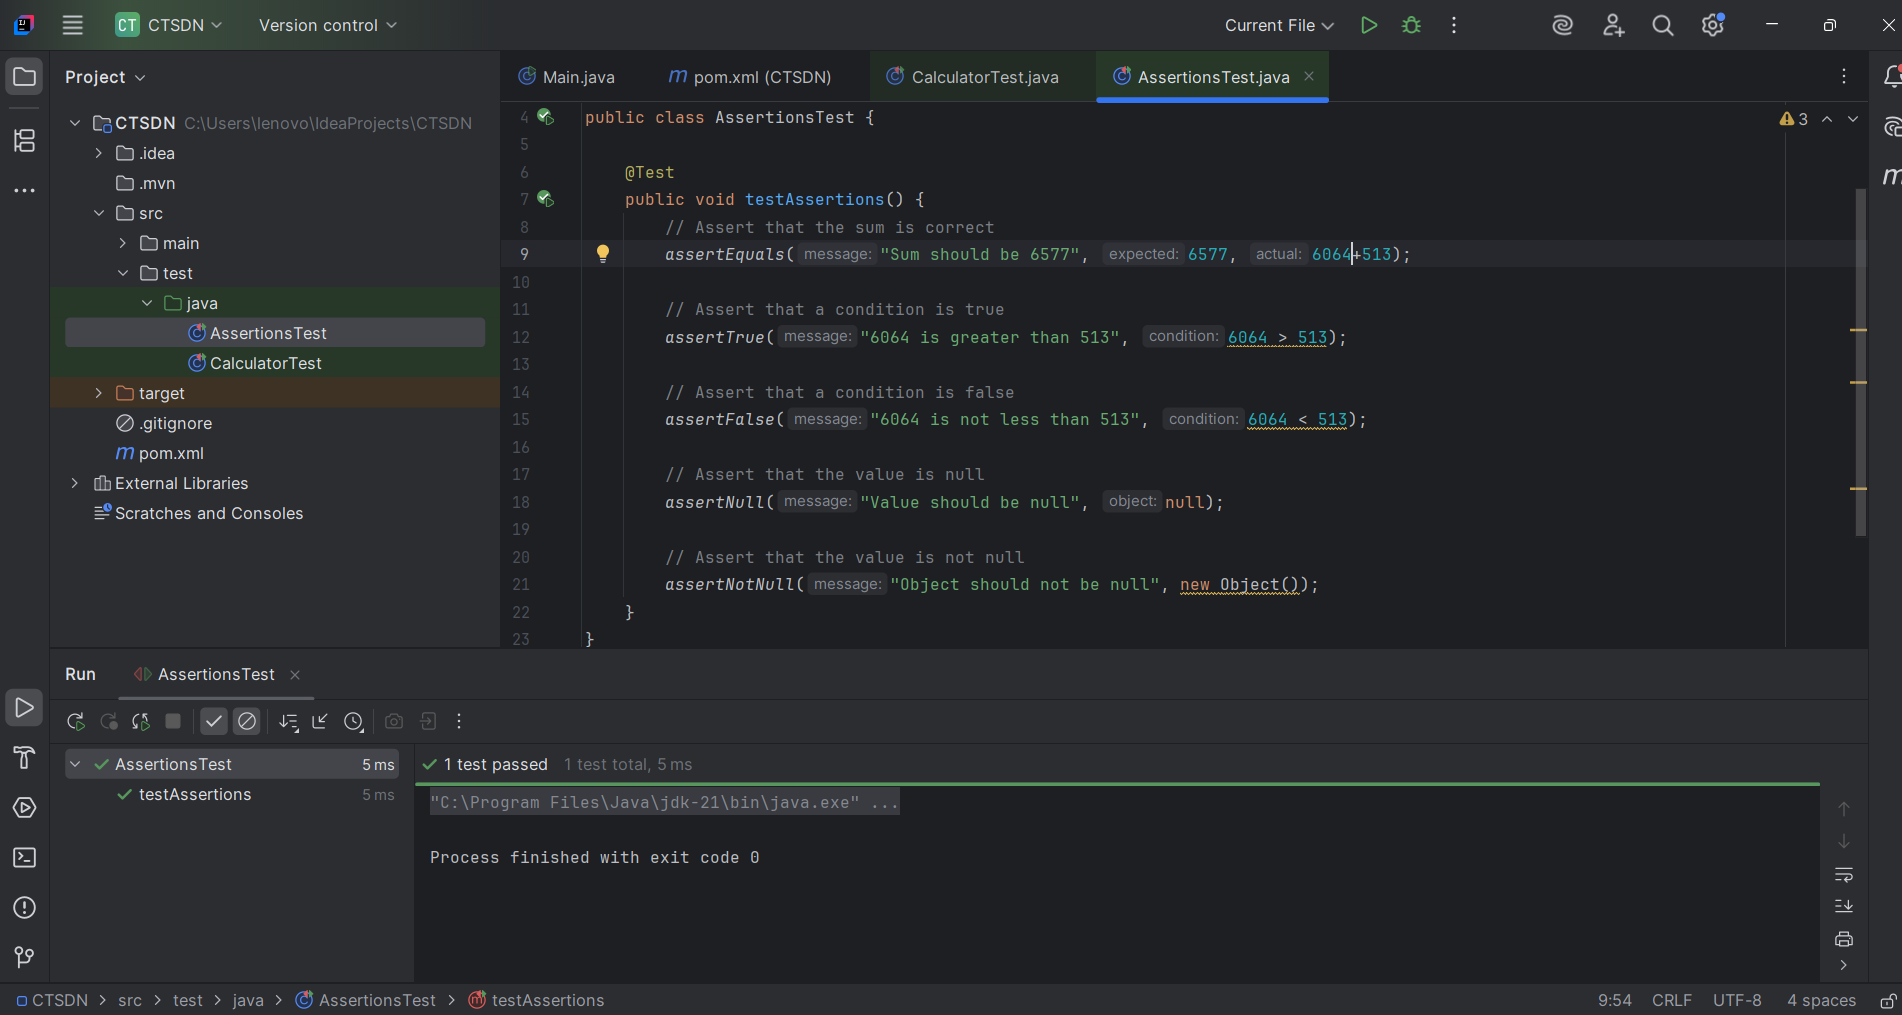 CT CTSDN Version control Current File
Project
CTSDN C:\Users\lenovo\IdeaProjects\CTSDN
.idea
.mvn
src
main
test
java
AssertionsTest
CalculatorTest
target
.gitignore
m pom.xml
External Libraries
Scratches and Consoles
Main.java m pom.xml (CTSDN) CalculatorTest.java AssertionsTest.java
3
4 public class AssertionsTest {
5
6 @Test
7 public void testAssertions() {
8 // Assert that the sum is correct
9 assertEquals( message: "Sum should be 6577", expected: 6577, actual: 6064+513);
10
11 // Assert that a condition is true
12 assertTrue( message: "6064 is greater than 513", condition: 6064 > 513);
13
14 // Assert that a condition is false
15 assertFalse( message: "6064 is not less than 513", condition: 6064 < 513);
16
17 // Assert that the value is null
18 assertNull( message: "Value should be null", object: null);
19
20 // Assert that the value is not null
21 assertNotNull( message: "Object should not be null", new Object());
22 }
23 }
Run AssertionsTest
AssertionsTest 5 ms
testAssertions 5 ms
1 test passed 1 test total, 5 ms
"C:\Program Files\Java\jdk-21\bin\java.exe" ...
Process finished with exit code 0
CTSDN > src > test > java > AssertionsTest > testAssertions 9:54 CRLF UTF-8 4 spaces